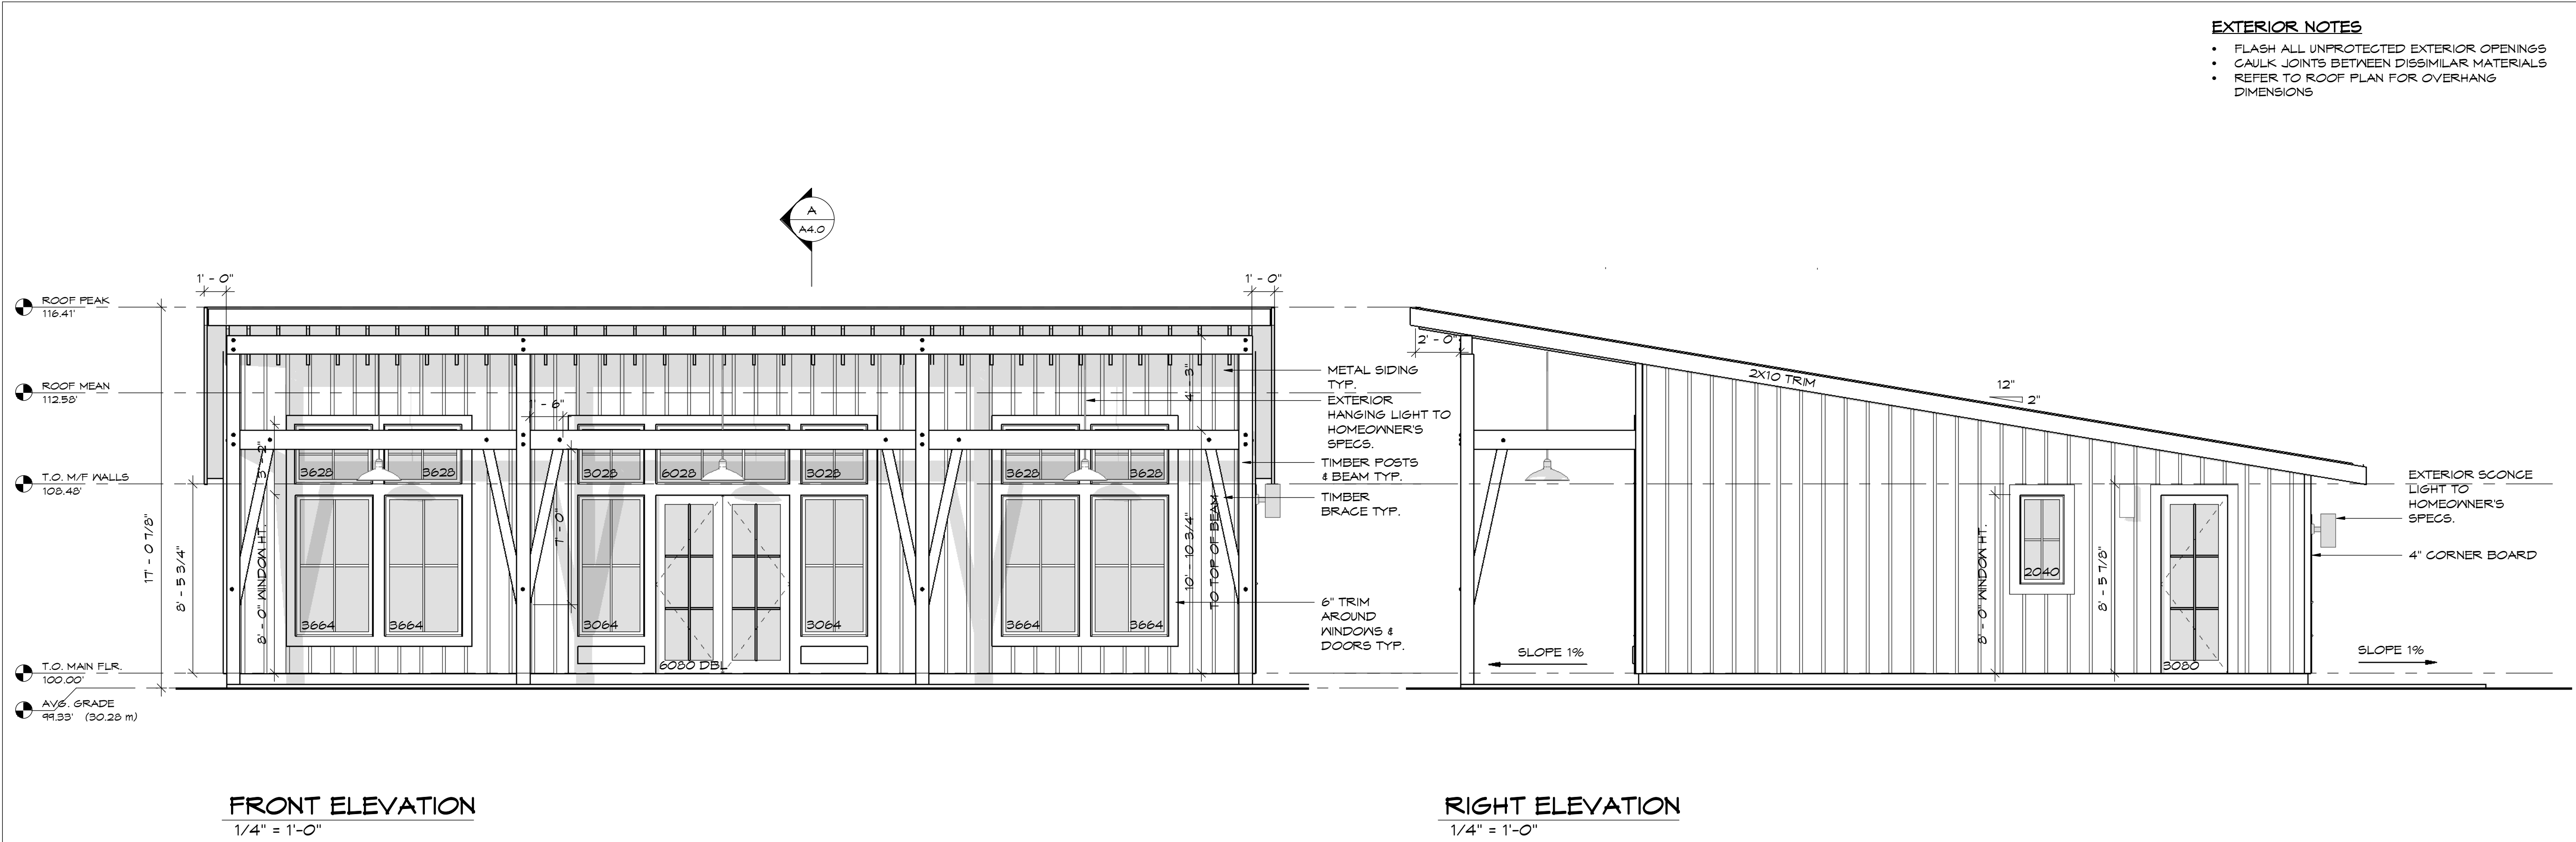 EXTERIOR NOTES
• FLASH ALL UNPROTECTED EXTERIOR OPENINGS
• CAULK JOINTS BETWEEN DISSIMILAR MATERIALS
• REFER TO ROOF PLAN FOR OVERHANG
DIMENSIONS
A
A4.0
1' - 0"
1' - 0"
ROOF PEAK
116.41'
ROOF MEAN
112.58'
T.O. M/F WALLS
108.48'
T.O. MAIN FLR.
100.00'
AVG. GRADE
99.33' (30.28 m)
17' - 0 7/8"
8' - 5 3/4"
8' - 0" WINDOW HT.
3' - 2"
1' - 6"
7' - 0"
4' - 3"
10' - 10 3/4"
TO TOP OF BEAM
3628
3628
3028
6028
3028
3628
3628
3664
3664
3064
6080 DBL
3064
3664
3664
METAL SIDING
TYP.
EXTERIOR
HANGING LIGHT TO
HOMEOWNER'S
SPECS.
TIMBER POSTS
& BEAM TYP.
TIMBER
BRACE TYP.
6" TRIM
AROUND
WINDOWS &
DOORS TYP.
2' - 0"
2X10 TRIM
12"
2"
8' - 0" WINDOW HT.
2040
8' - 5 7/8"
3080
SLOPE 1%
SLOPE 1%
EXTERIOR SCONCE
LIGHT TO
HOMEOWNER'S
SPECS.
4" CORNER BOARD
FRONT ELEVATION
1/4" = 1'-0"
RIGHT ELEVATION
1/4" = 1'-0"